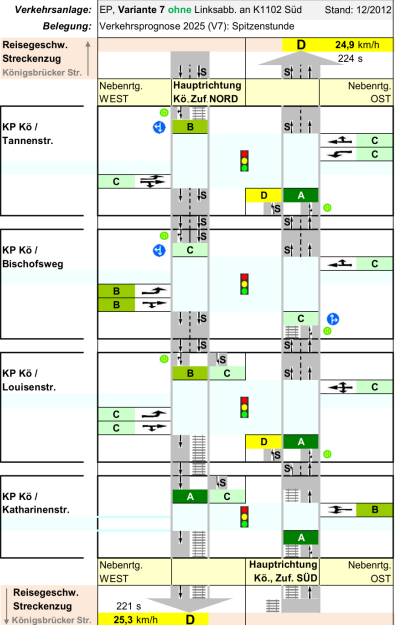 Verkehrsanlage: EP, Variante 7 ohne Linksabb. an K1102 Süd Stand: 12/2012
Belegung: Verkehrsprognose 2025 (V7): Spitzenstunde
Reisegeschw. D 24,9 km/h
Streckenzug 224 s
Königsbrücker Str. S S
Nebenrtg. Hauptrichtung Nebenrtg.
WEST Kö. Zuf. NORD OST
KP Kö / B S C
Tannenstr. C
C
S D A
S
S S
S
KP Kö / C S C
Bischofsweg
B
B
C
S S
S
KP Kö / B C S C
Louisenstr.
C
C
D A
S
S
S
KP Kö / A C
Katharinenstr. B
A
Nebenrtg. Hauptrichtung Nebenrtg.
WEST Kö., Zuf. SÜD OST
Reisegeschw.
Streckenzug 221 s
Königsbrücker Str. 25,3 km/h D